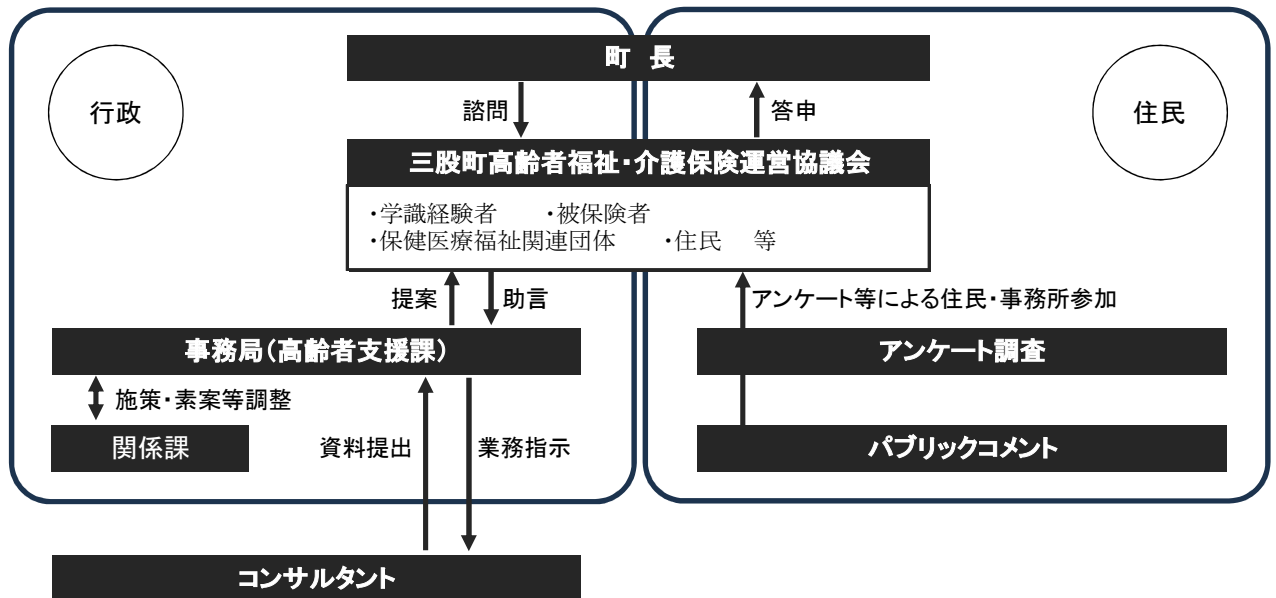 町 長
行政
住民
諮問
答申
三股町高齢者福祉・介護保険運営協議会
・学識経験者 ・被保険者
・保健医療福祉関連団体 ・住民 等
提案
助言
アンケート等による住民・事務所参加
事務局(高齢者支援課)
アンケート調査
施策・素案等調整
関係課
資料提出
業務指示
パブリックコメント
コンサルタント